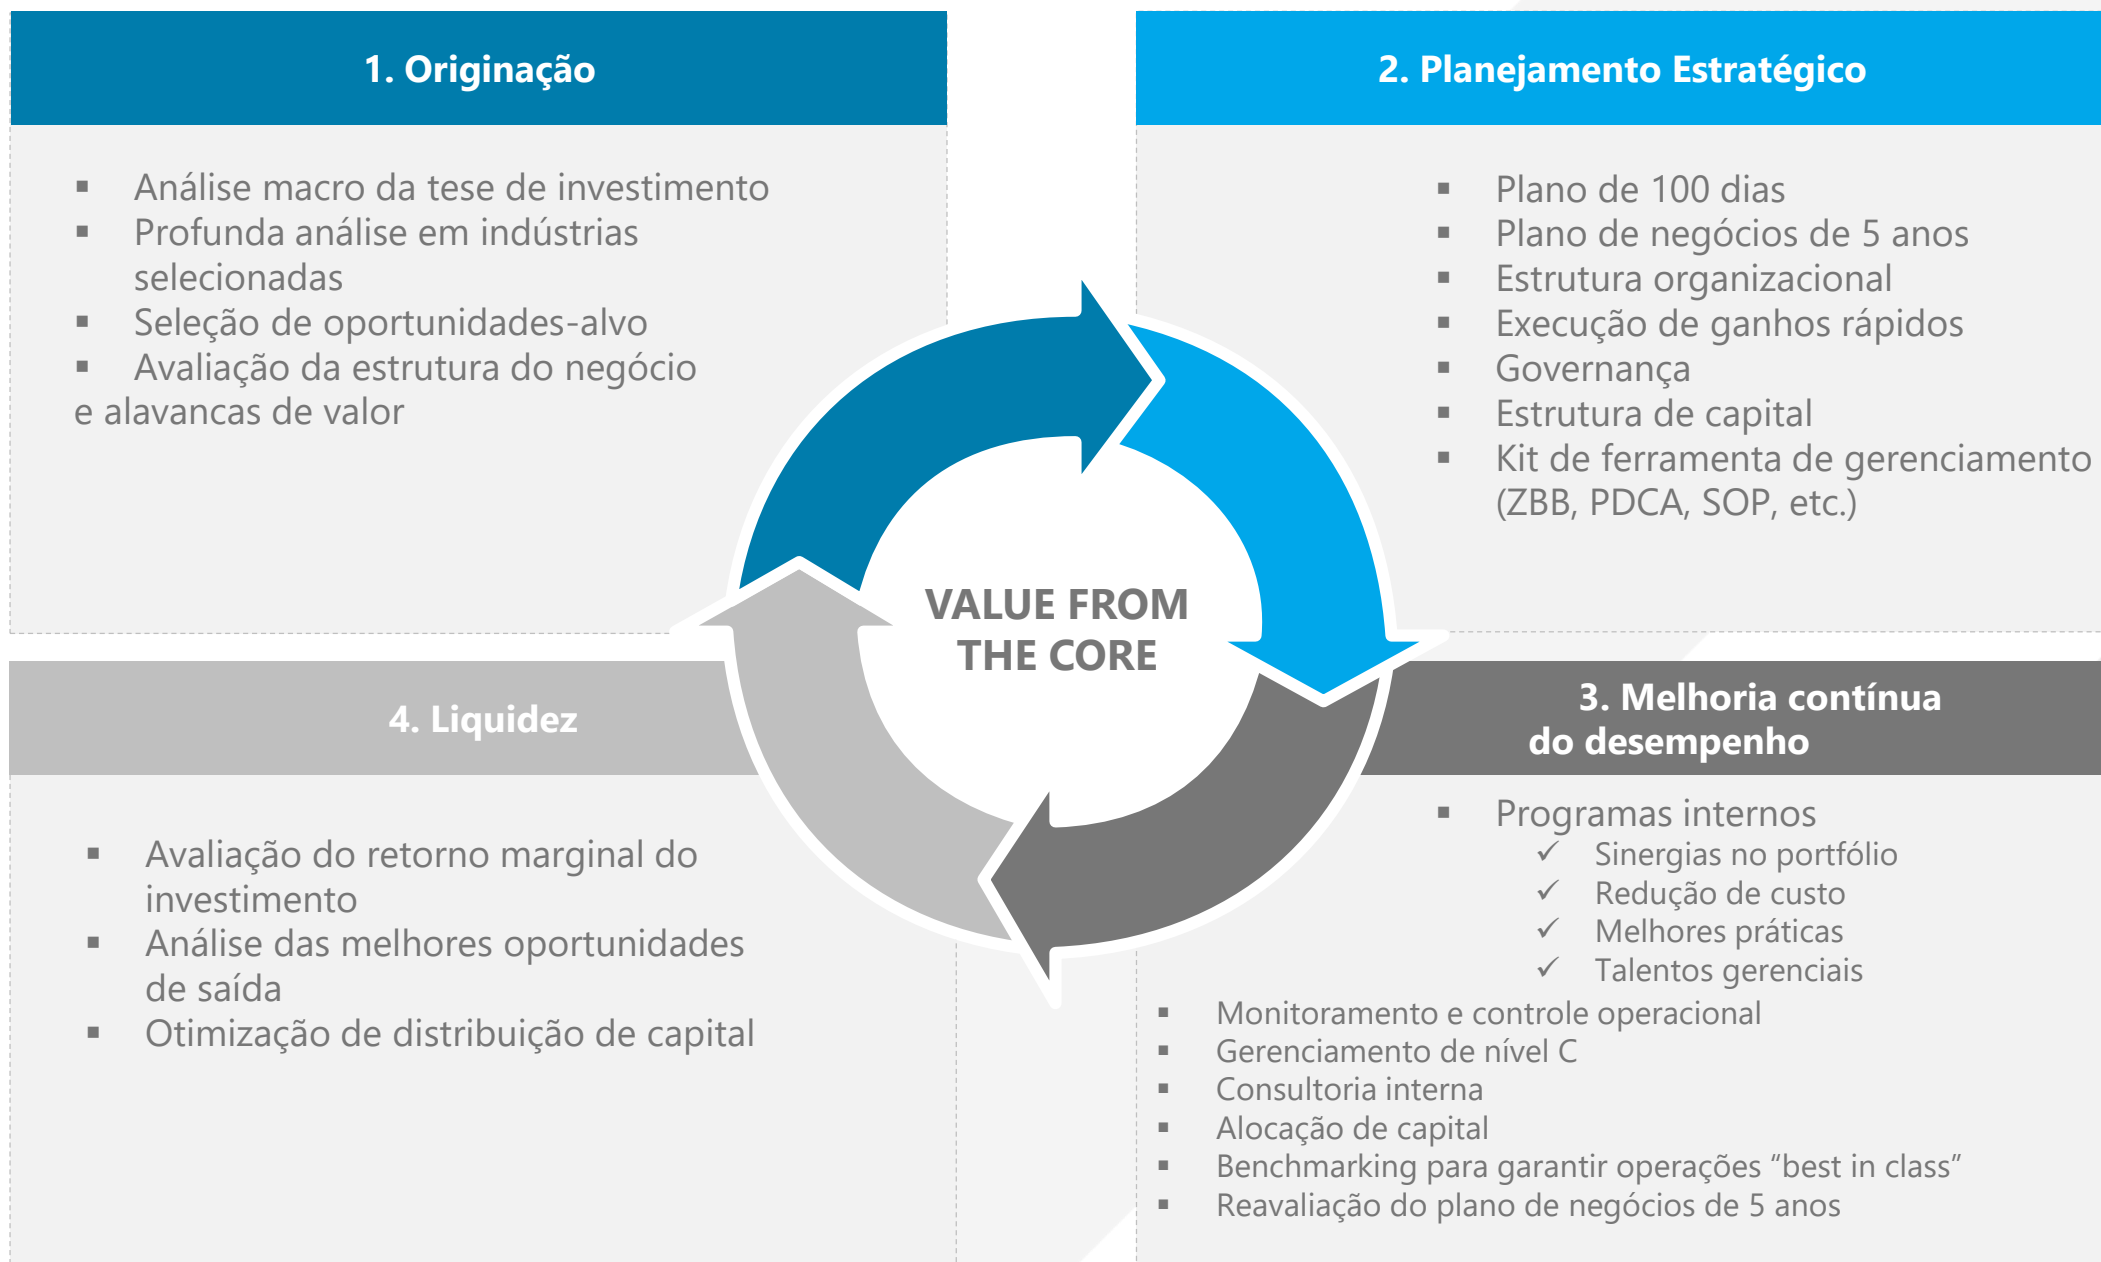 1. Originação
Análise macro da tese de investimento
Profunda análise em indústrias
selecionadas
Seleção de oportunidades-alvo
Avaliação da estrutura do negócio
e alavancas de valor
2. Planejamento Estratégico
Plano de 100 dias
Plano de negócios de 5 anos
Estrutura organizacional
Execução de ganhos rápidos
Governança
Estrutura de capital
Kit de ferramenta de gerenciamento
(ZBB, PDCA, SOP, etc.)
VALUE FROM
THE CORE
3. Melhoria contínua
do desempenho
Programas internos
Sinergias no portfólio
Redução de custo
Melhores práticas
Talentos gerenciais
Monitoramento e controle operacional
Gerenciamento de nível C
Consultoria interna
Alocação de capital
Benchmarking para garantir operações “best in class”
Reavaliação do plano de negócios de 5 anos
4. Liquidez
Avaliação do retorno marginal do
investimento
Análise das melhores oportunidades
de saída
Otimização de distribuição de capital